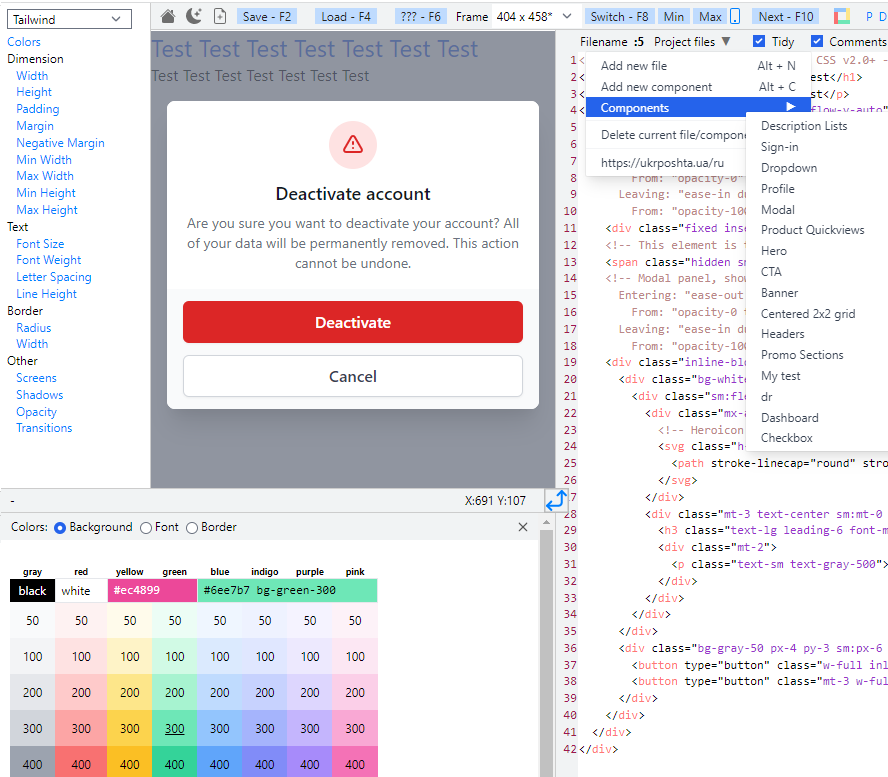 Tailwind
Save - F2
Load - F4
??? - F6
Frame
404 x 458*
Switch - F8
Min
Max
Next - F10
P
D
Colors
Dimension
Width
Height
Padding
Margin
Negative Margin
Min Width
Max Width
Min Height
Max Height
Text
Font Size
Font Weight
Letter Spacing
Line Height
Border
Radius
Width
Other
Screens
Shadows
Opacity
Transitions
Test Test Test Test Test Test Test
Test Test Test Test Test Test Test
Deactivate account
Are you sure you want to deactivate your account? All
of your data will be permanently removed. This action
cannot be undone.
Deactivate
Cancel
-
X:691 Y:107
Filename :5 Project files ▼ Tidy Comments
Add new file Alt + N
Add new component Alt + C
Components ▶
Delete current file/compone
https://ukrposhta.ua/ru
Description Lists
Sign-in
Dropdown
Profile
Modal
Product Quickviews
Hero
CTA
Banner
Centered 2x2 grid
Headers
Promo Sections
My test
dr
Dashboard
Checkbox
1 < CSS v2.0+ -
2 < est</h1>
3 < st</p>
4 < flow-y-auto"
5
6
7
8 From: "opacity-0"
9 Leaving: "ease-in du
10 From: "opacity-100
11 <div class="fixed inse
12 <!-- This element is t
13 <span class="hidden sm
14 <!-- Modal panel, show
15 Entering: "ease-out
16 From: "opacity-0 t
17 Leaving: "ease-in du
18 From: "opacity-100
19 <div class="inline-blo
20 <div class="bg-white
21 <div class="sm:fle
22 <div class="mx-a
23 <!-- Heroicon
24 <svg class="h-
25 <path stroke-linecap="round" stro
26 </svg>
27 </div>
28 <div class="mt-3 text-center sm:mt-0
29 <h3 class="text-lg leading-6 font-m
30 <div class="mt-2">
31 <p class="text-sm text-gray-500">
32 </div>
33 </div>
34 </div>
35 </div>
36 <div class="bg-gray-50 px-4 py-3 sm:px-6
37 <button type="button" class="w-full inl
38 <button type="button" class="mt-3 w-ful
39 </div>
40 </div>
41 </div>
42 </div>
Colors: Background Font Border
gray red yellow green blue indigo purple pink
black white #ec4899 #6ee7b7 bg-green-300
50 50 50 50 50 50 50 50
100 100 100 100 100 100 100 100
200 200 200 200 200 200 200 200
300 300 300 300 300 300 300 300
400 400 400 400 400 400 400 400